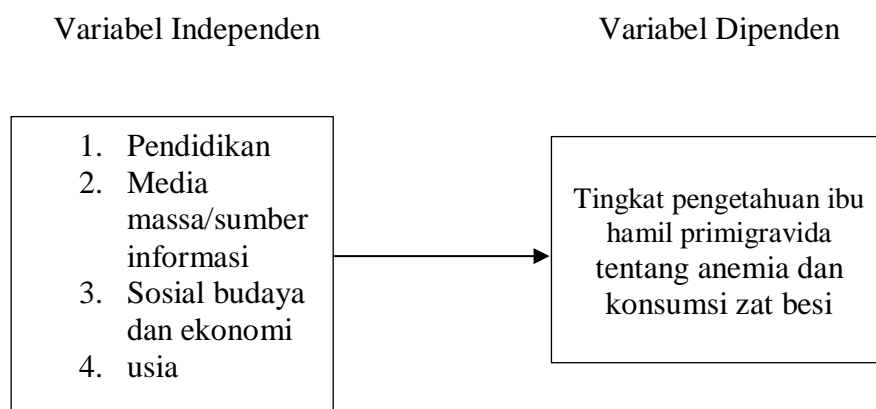 Variabel Independen
Variabel Dipenden
1. Pendidikan
2. Media
massa/sumber
informasi
3. Sosial budaya
dan ekonomi
4. usia
Tingkat pengetahuan ibu
hamil primigravida
tentang anemia dan
konsumsi zat besi